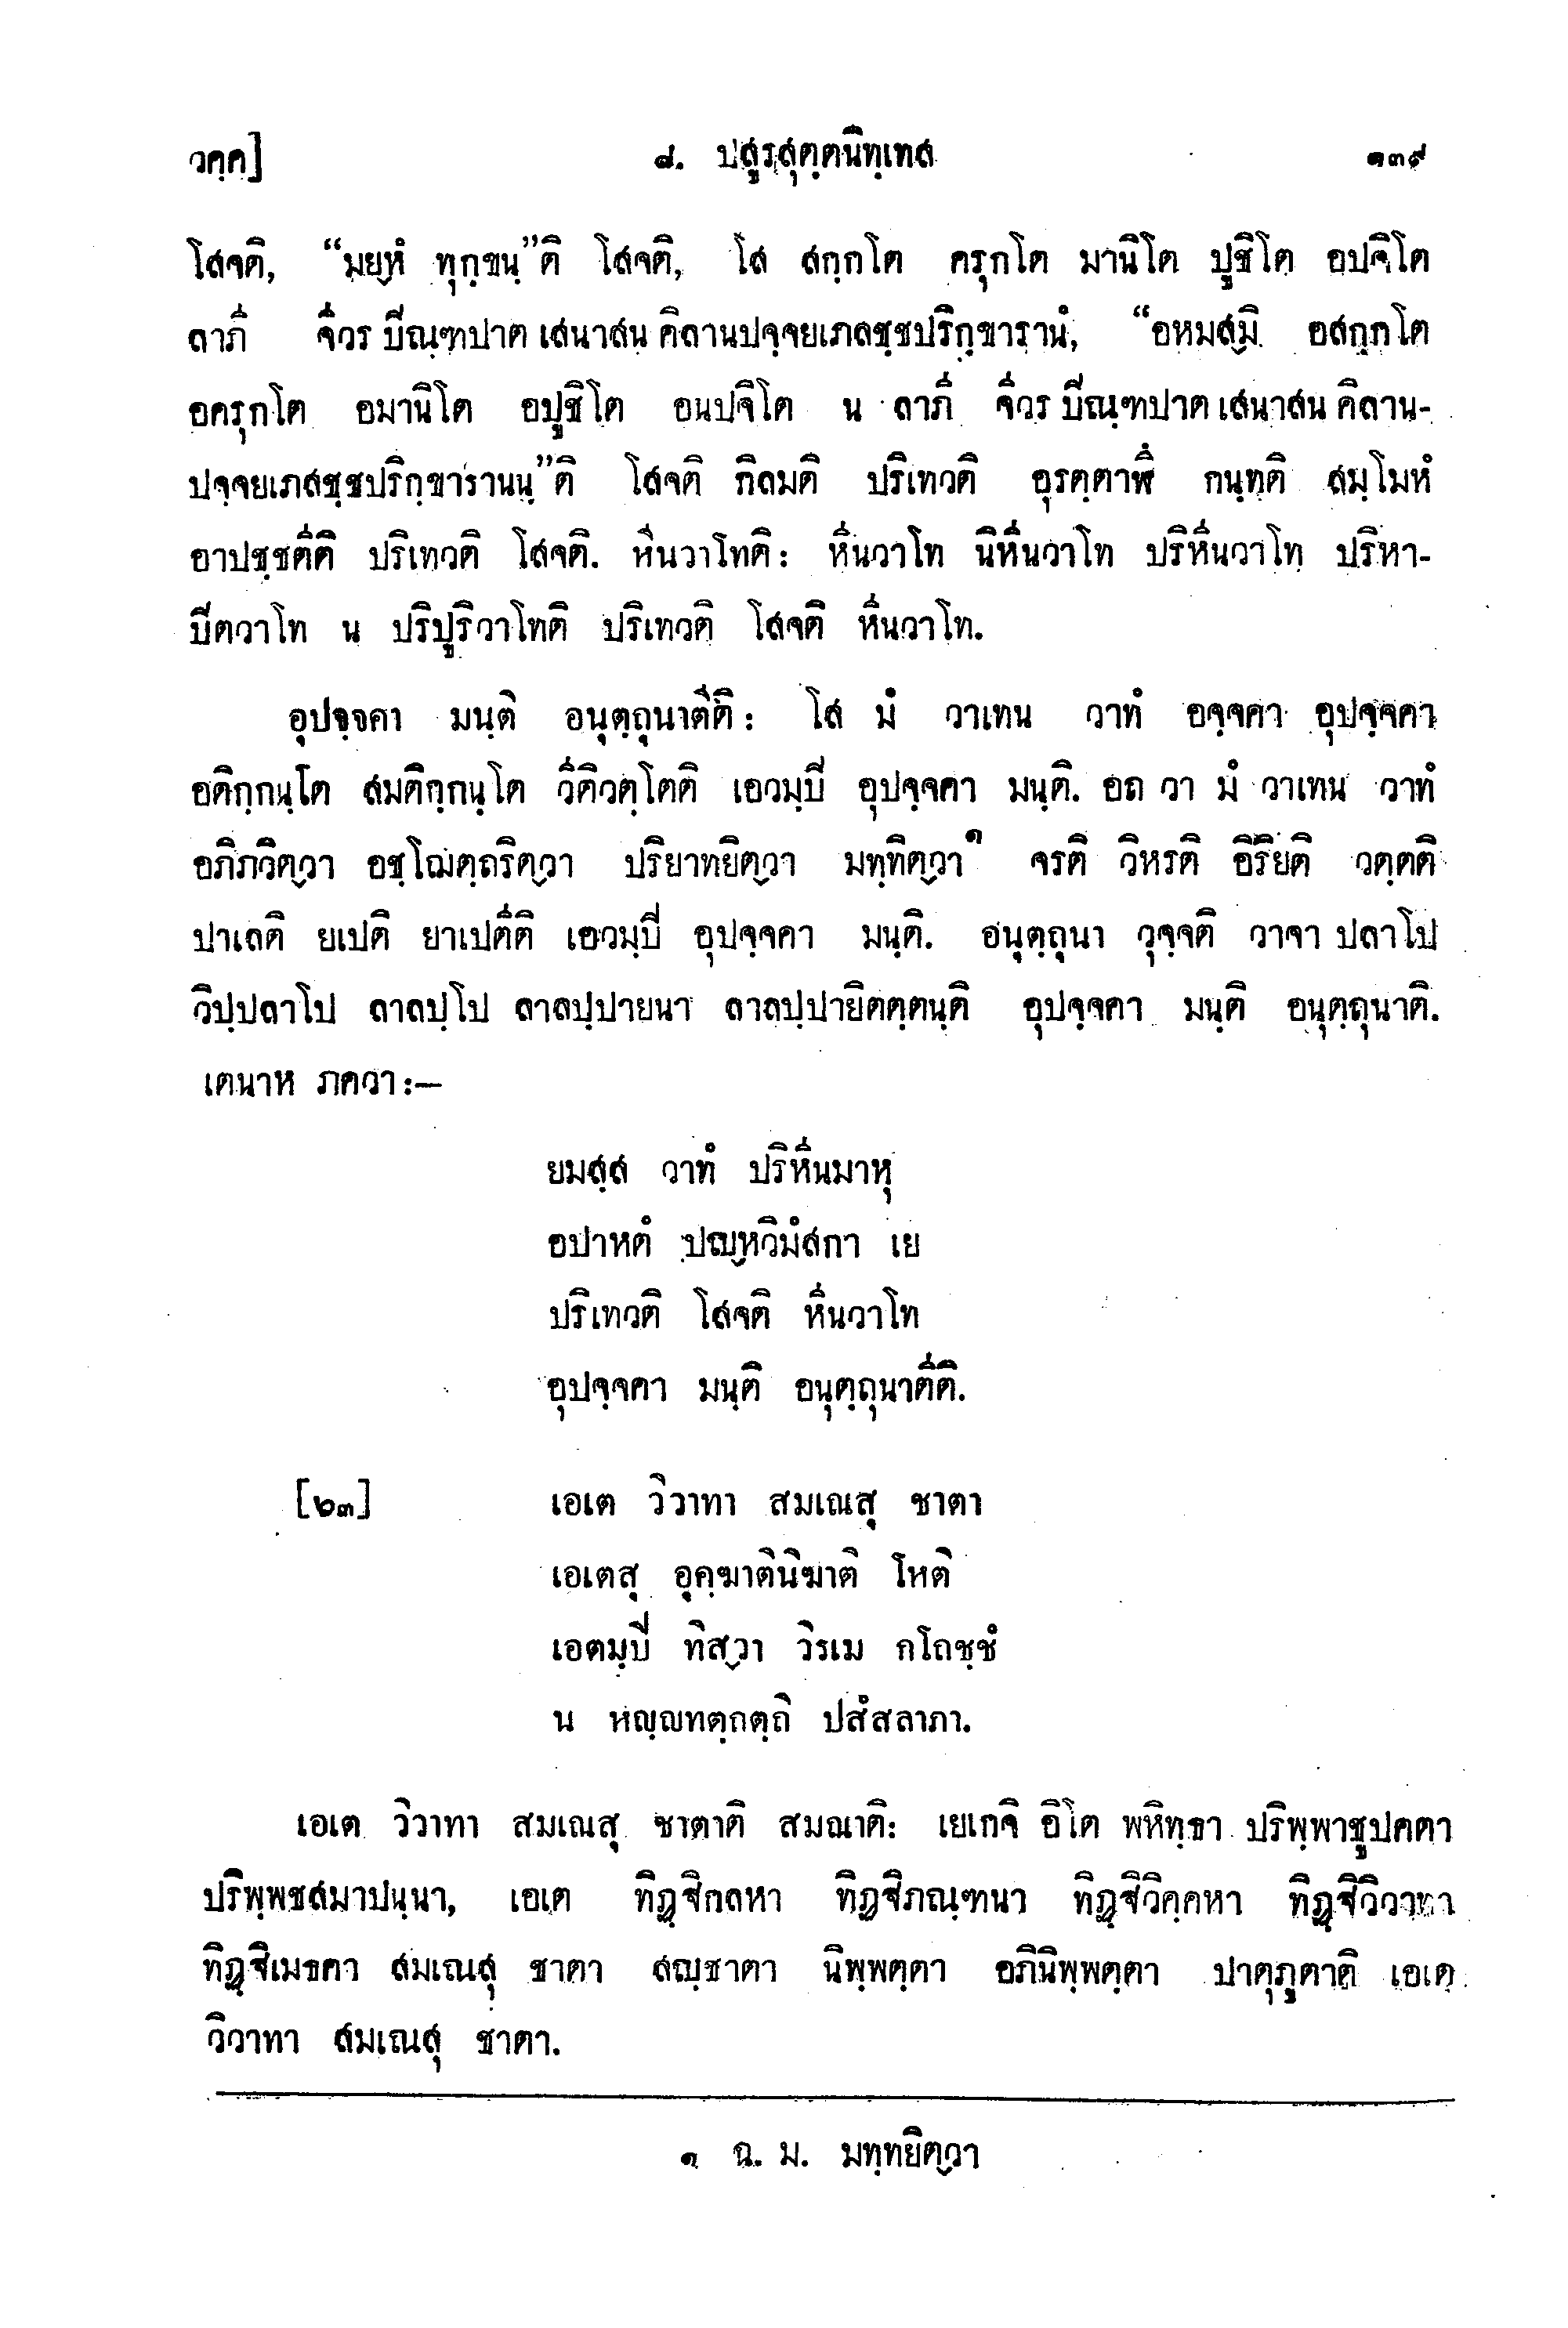 วคฺค]	๘. ปสูรสุตฺตนิทฺเทส	๑๓๙
โสจติ, “มยฺหํ ทุกฺขนฺ”ติ โสจติ, โส สกฺกโต ครุกโต มานิโต ปูชิโต อปจิโต
ลาภี จีวร ปิณฺฑปาต เสนาสน คิลานปจฺจยเภสชฺชปริกฺขารานํ, “อหมสฺมิ อสกฺกโต
อครุกโต อมานิโต อปูชิโต อนปจิโต น ลาภี จีวร ปิณฺฑปาต เสนาสน คิลาน-
ปจฺจยเภสชฺชปริกฺขารานนฺ”ติ โสจติ กิลมติ ปริเทวติ อุรตฺตาฬึ กนฺทติ สมฺโมหํ
อาปชฺชตีติ ปริเทวติ โสจติ. หีนวาโทติ: หีนวาโท นิหีนวาโท ปริหีนวาโท ปริหา-
ปิตวาโท น ปริปูริวาโทติ ปริเทวติ โสจติ หีนวาโท.
อุปจฺจคา มนฺติ อนุตฺถุนาตีติ: โส มํ วาเทน วาทํ อจฺจคา อุปจฺจคา
อติกฺกนฺโต สมติกฺกนฺโต วีติวตฺโตติ เอวมฺปิ อุปจฺจคา มนฺติ. อถ วา มํ วาเทน วาทํ
อภิภวิตฺวา อชฺโฌตฺถริตฺวา ปริยาทยิตฺวา มทฺทิตฺวา๑ จรติ วิหรติ อิริยติ วตฺตติ
ปาเลติ ยเปติ ยาเปตีติ เอวมฺปิ อุปจฺจคา มนฺติ. อนุตฺถุนา วุจฺจติ วาจา ปลาโป
วิปฺปลาโป ลาลปฺโป ลาลปฺปายนา ลาลปฺปายิตตฺตนฺติ อุปจฺจคา มนฺติ อนุตฺถุนาติ.
เตนาห ภควา:—
ยมสฺส วาทํ ปริหีนมาหุ
อปาหตํ ปญฺหวิมํสกา เย
ปริเทวติ โสจติ หีนวาโท
อุปจฺจคา มนฺติ อนุตฺถุนาตีติ.
[๖๓]	เอเต วิวาทา สมเณสุ ชาตา
เอเตสุ อุคฺฆาตินิฆาติ โหติ
เอตมฺปิ ทิสฺวา วิรเม กโถชฺชํ
น หญฺญทตฺถตฺถิ ปสํสลาภา.
เอเต วิวาทา สมเณสุ ชาตาติ สมณาติ: เยเกจิ อิโต พหิทฺธา ปริพฺพาชูปคตา
ปริพฺพชสมาปนฺนา, เอเต ทิฏฺฐิกลหา ทิฏฺฐิภณฺฑนา ทิฏฺฐิวิคฺคหา ทิฏฺฐิวิวาทา
ทิฏฺฐิเมธคา สมเณสุ ชาตา สญฺชาตา นิพฺพตฺตา อภินิพฺพตฺตา ปาตุภูตาติ เอเต
วิวาทา สมเณสุ ชาตา.
๑ ฉ. ม. มทฺทยิตฺวา